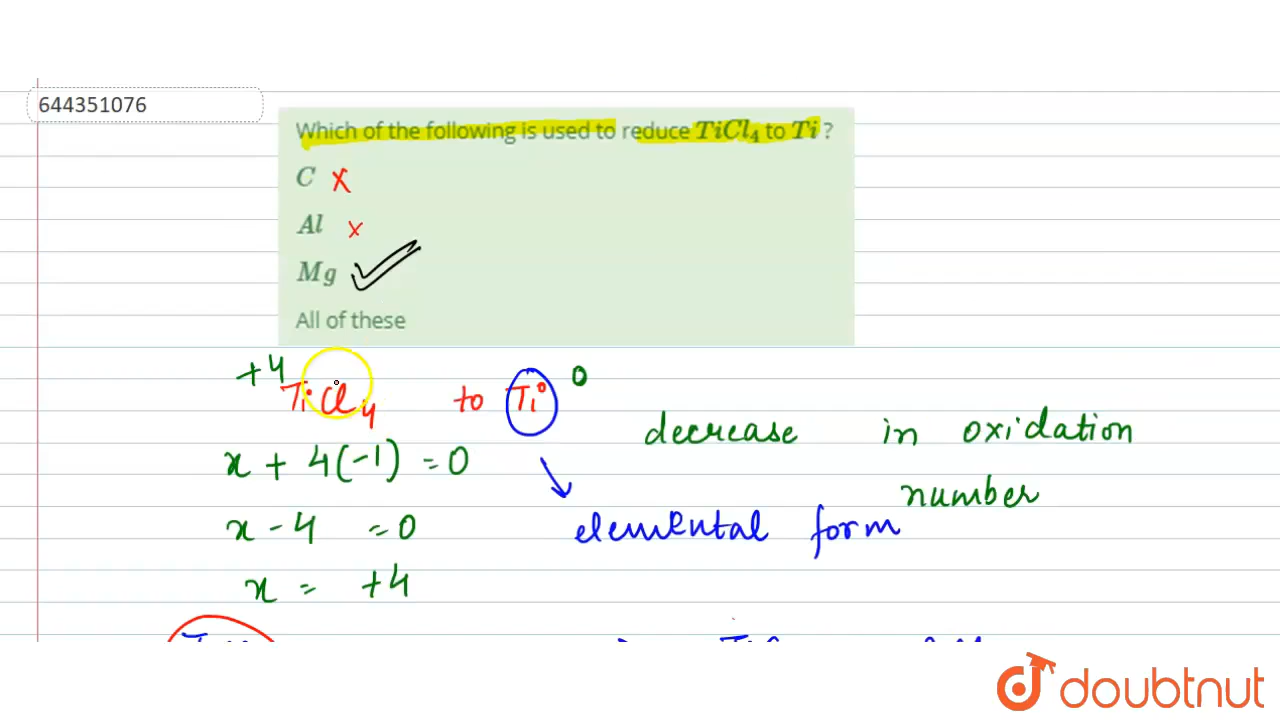 644351076
Which of the following is used to reduce TiCl4 to Ti ?
C X
Al x
Mg
All of these
+4
TiCl4 to Ti⁰ 0
decrease in oxidation
x + 4(-1) = 0
number
x - 4 = 0
elemental form
x = +4
doubtnut